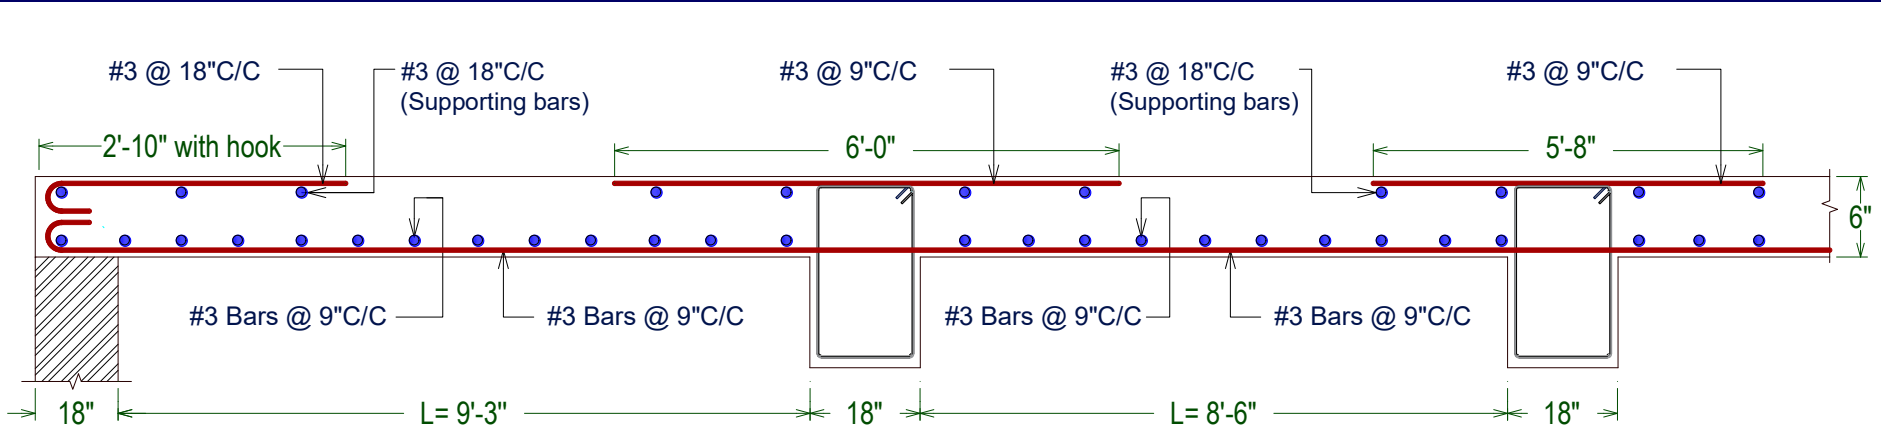 #3 @ 18"C/C
#3 @ 18"C/C
(Supporting bars)
#3 @ 9"C/C
#3 @ 18"C/C
(Supporting bars)
#3 @ 9"C/C
2'-10" with hook
6'-0"
5'-8"
6"
#3 Bars @ 9"C/C
#3 Bars @ 9"C/C
#3 Bars @ 9"C/C
#3 Bars @ 9"C/C
18"
L= 9'-3"
18"
L= 8'-6"
18"